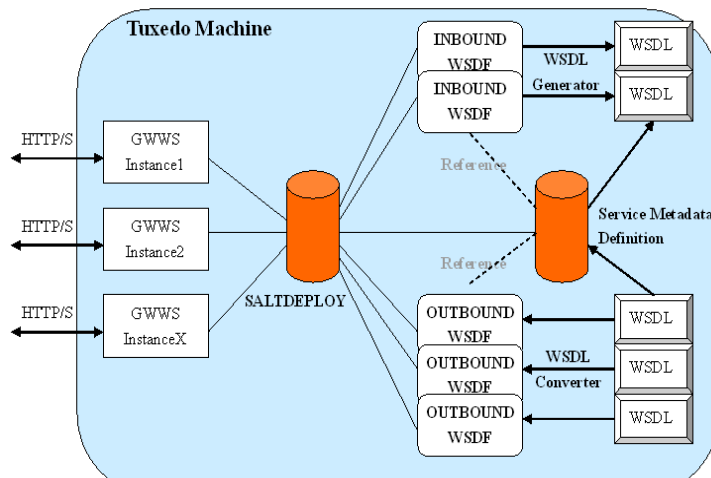 Tuxedo Machine
INBOUND
WSDF
INBOUND
WSDF
WSDL
Generator
WSDL
WSDL
HTTP/S
GWWS
Instance1
HTTP/S
GWWS
Instance2
HTTP/S
GWWS
InstanceX
SALTDEPLOY
Reference
Reference
Service Metadata
Definition
OUTBOUND
WSDF
OUTBOUND
WSDF
OUTBOUND
WSDF
WSDL
Converter
WSDL
WSDL
WSDL